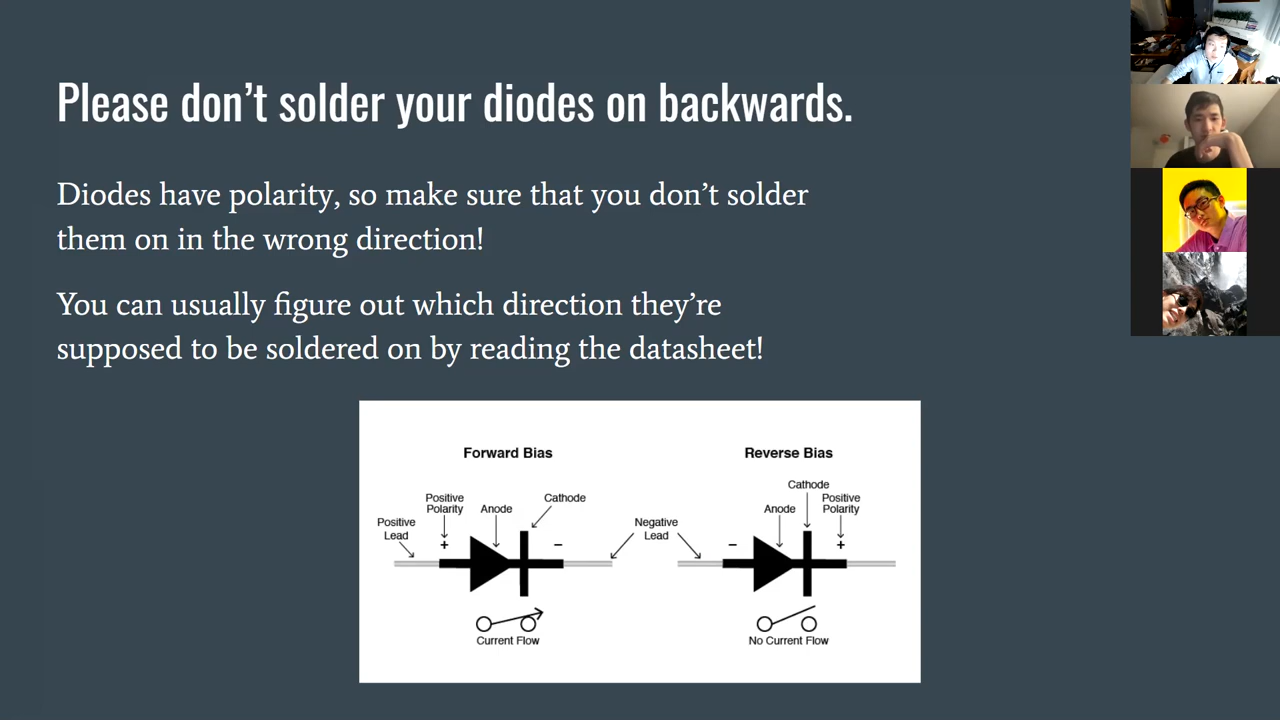 Please don’t solder your diodes on backwards.
Diodes have polarity, so make sure that you don’t solder
them on in the wrong direction!
You can usually figure out which direction they’re
supposed to be soldered on by reading the datasheet!
Forward Bias
Positive
Lead
Positive
Polarity
Anode
Cathode
+
−
Current Flow
Negative
Lead
Reverse Bias
Cathode
Anode
Positive
Polarity
−
+
No Current Flow